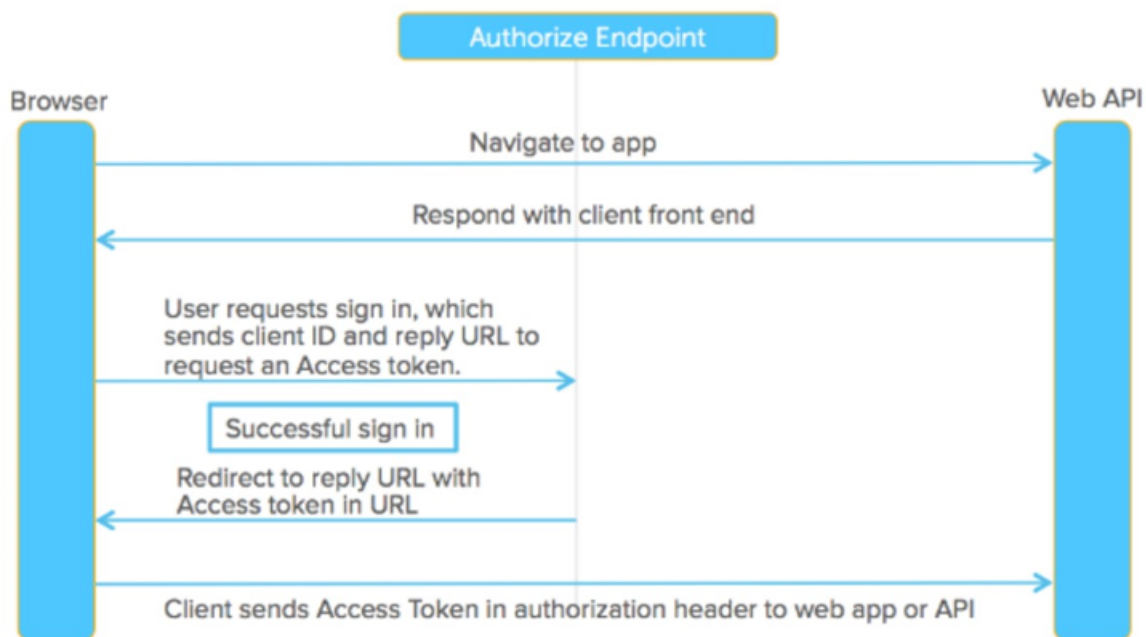 Authorize Endpoint
Browser
Web API
Navigate to app
Respond with client front end
User requests sign in, which
sends client ID and reply URL to
request an Access token.
Successful sign in
Redirect to reply URL with
Access token in URL
Client sends Access Token in authorization header to web app or API